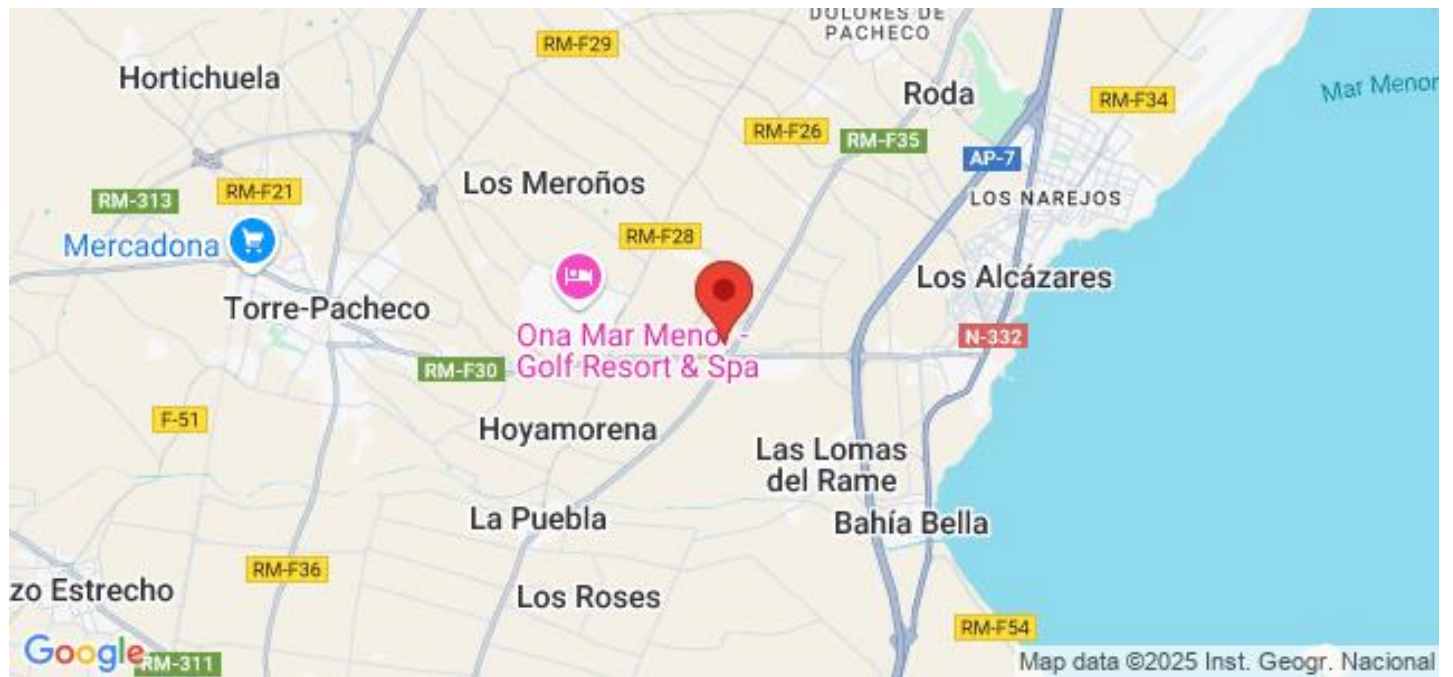 DOLORES DE
PACHECO
RM-F29
Hortichuela
Roda
Mar Menor
RM-F34
RM-F26
RM-F35
AP-7
Los Meroños
RM-F21
RM-313
LOS NAREJOS
Mercadona
RM-F28
Los Alcázares
Torre-Pacheco
Ona Mar Menor -
Golf Resort & Spa
N-332
RM-F30
F-51
Hoyamorena
Las Lomas
del Rame
La Puebla
Bahía Bella
RM-F36
zo Estrecho
Los Roses
RM-F54
Google
RM-311
Map data ©2025 Inst. Geogr. Nacional